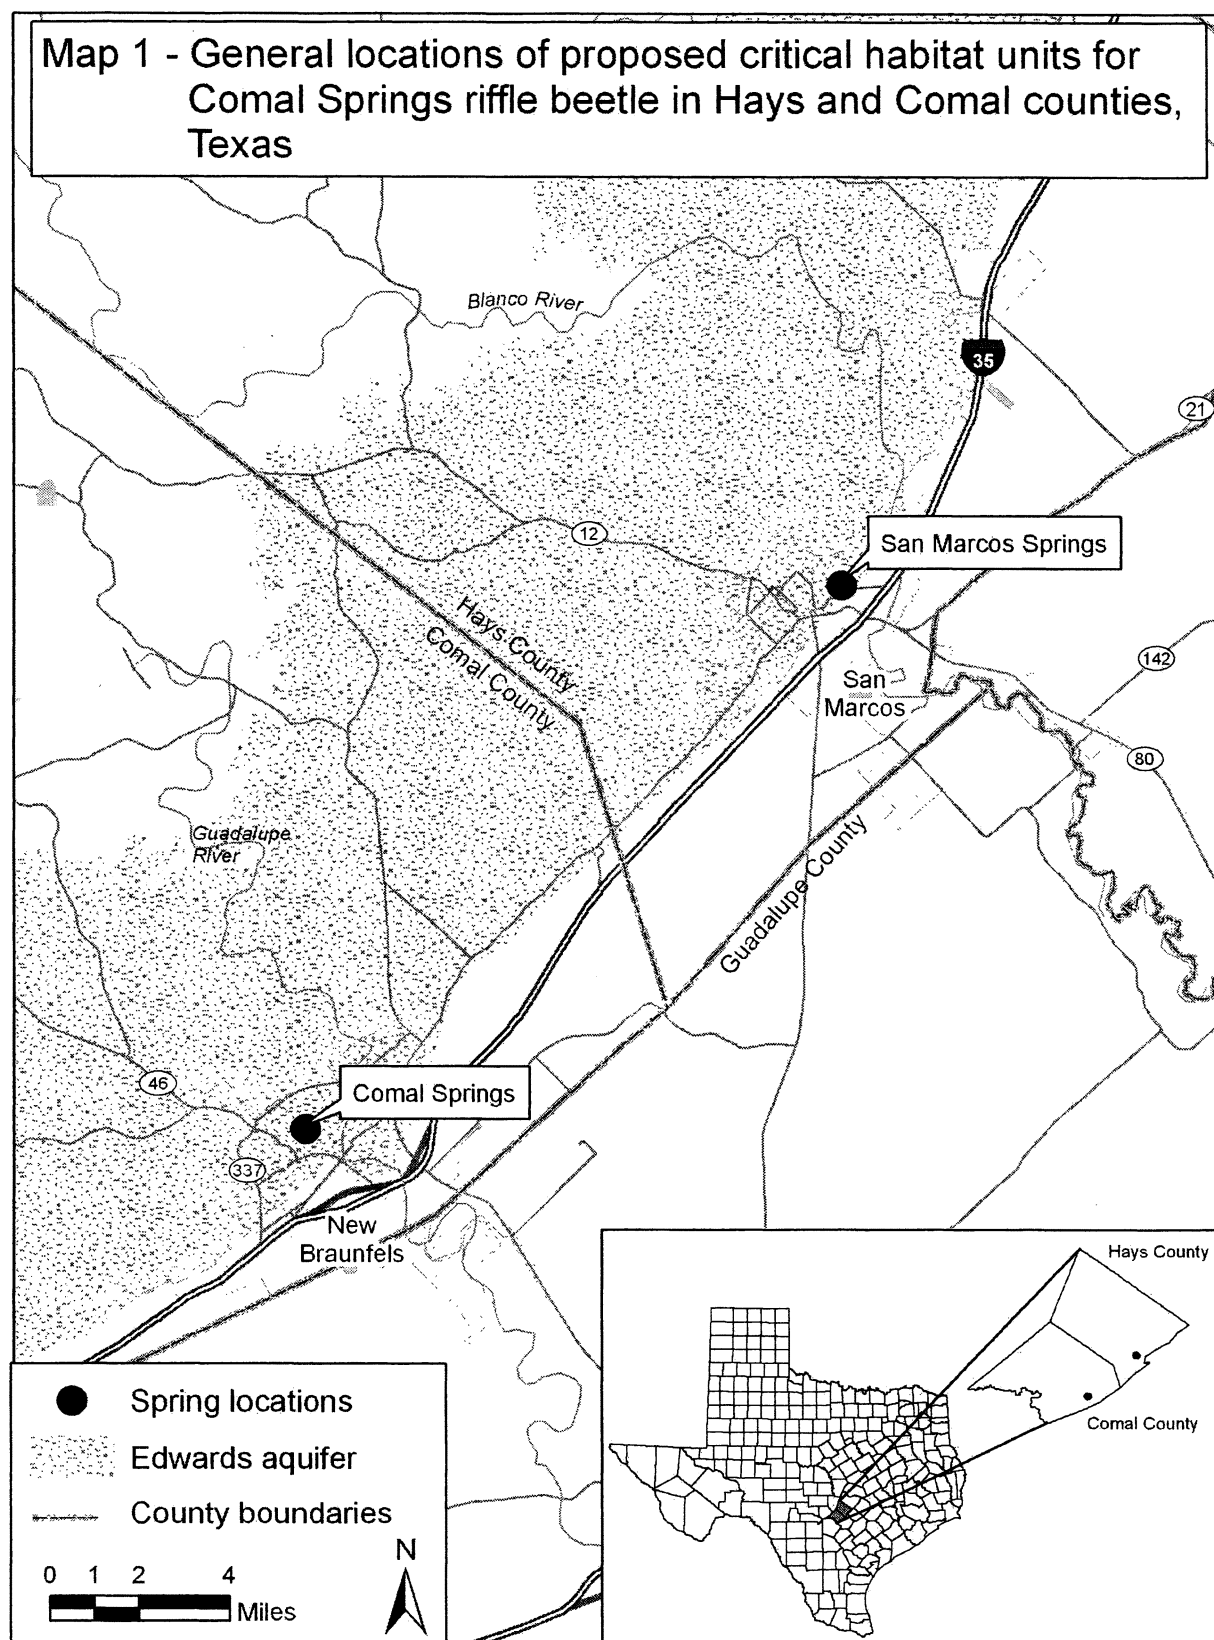 Map 1 - General locations of proposed critical habitat units for
Comal Springs riffle beetle in Hays and Comal counties,
Texas
Blanco River
35
21
12
San Marcos Springs
Hays County
Comal County
142
San
Marcos
80
Guadalupe
River
Guadalupe County
46
Comal Springs
337
New
Braunfels
Hays County
Comal County
Spring locations
Edwards aquifer
County boundaries
N
0 1 2 4
Miles